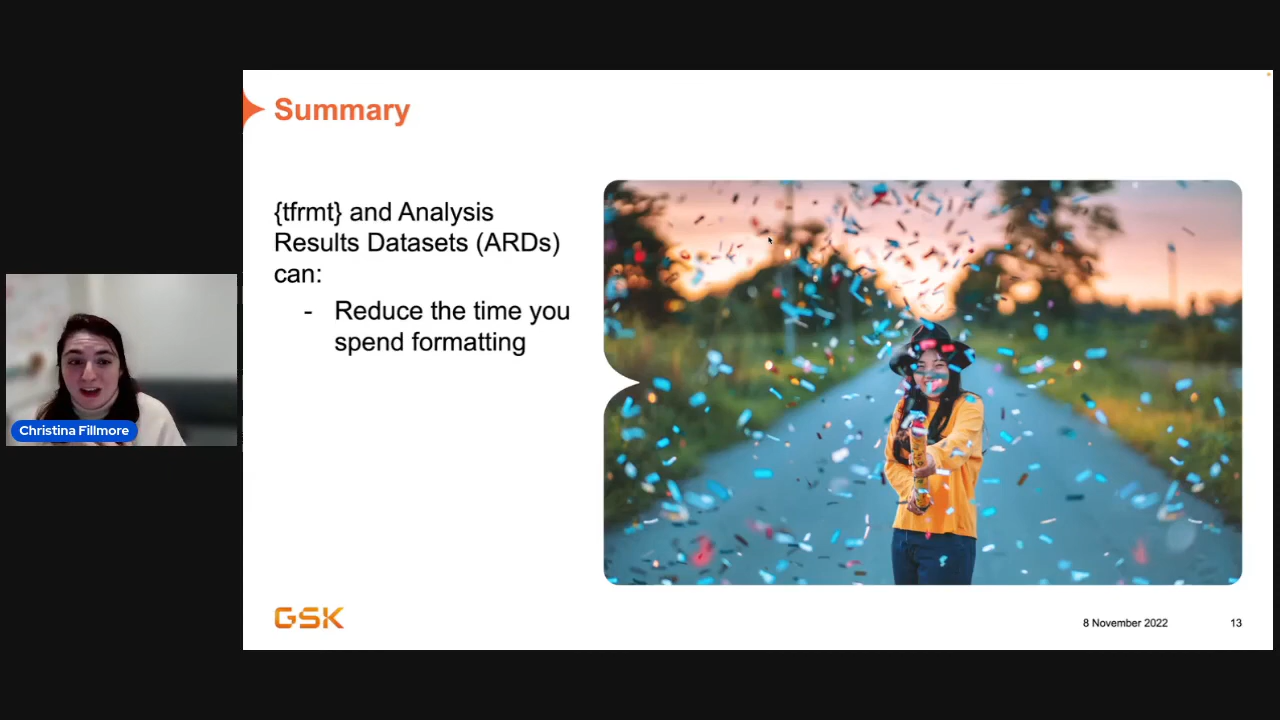 Summary
{tfrmt} and Analysis
Results Datasets (ARDs)
can:
- Reduce the time you
spend formatting
Christina Fillmore
GSK
8 November 2022
13